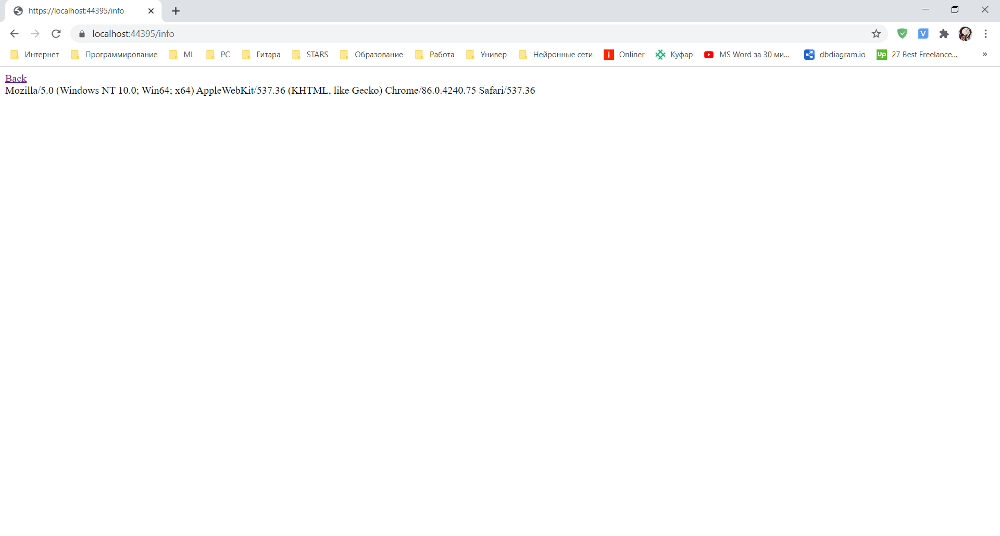 https://localhost:44395/info
localhost:44395/info
Интернет Программирование ML PC Гитара STARS Образование Работа Универ Нейронные сети i Onliner Куфар MS Word за 30 ми... dbdiagram.io Up 27 Best Freelance... »
V
Back
Mozilla/5.0 (Windows NT 10.0; Win64; x64) AppleWebKit/537.36 (KHTML, like Gecko) Chrome/86.0.4240.75 Safari/537.36